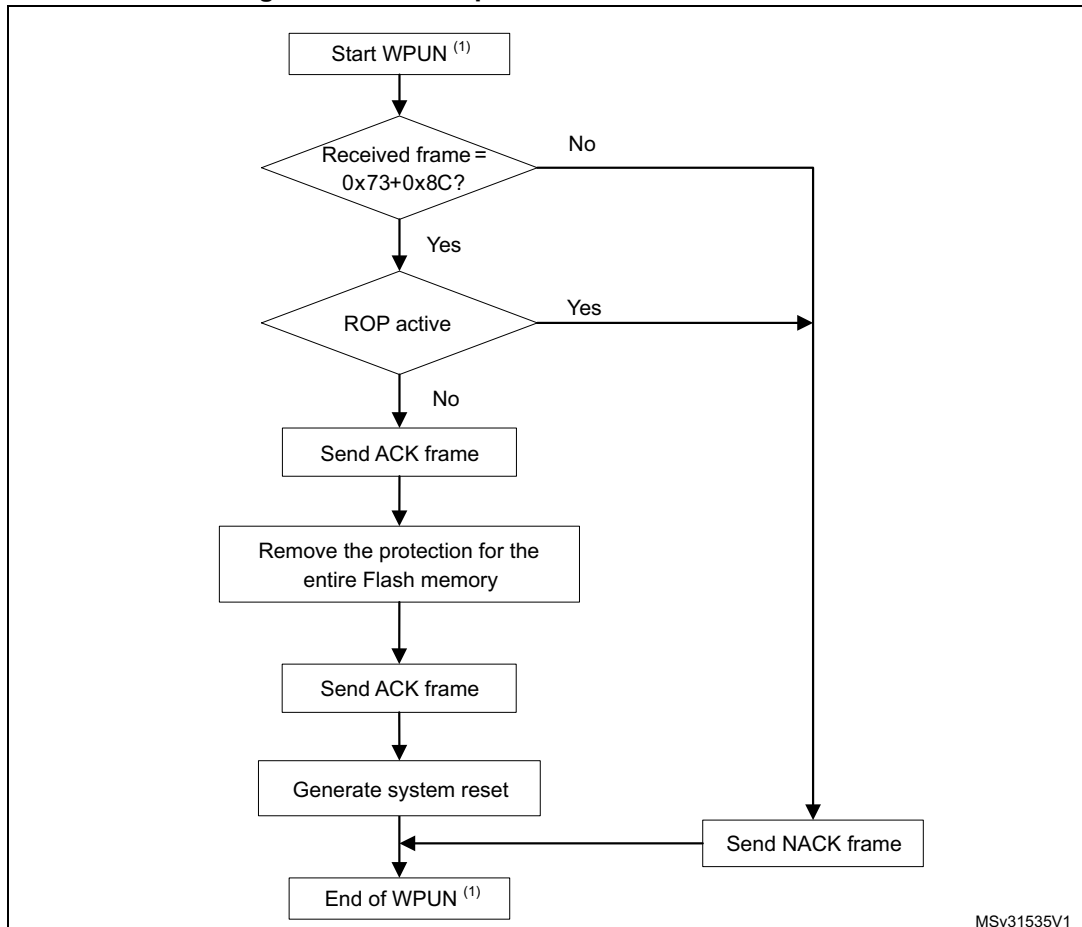 Start WPUN (1)
Received frame =
0x73+0x8C?
No
Yes
ROP active
Yes
No
Send ACK frame
Remove the protection for the
entire Flash memory
Send ACK frame
Generate system reset
Send NACK frame
End of WPUN (1)
MSv31535V1